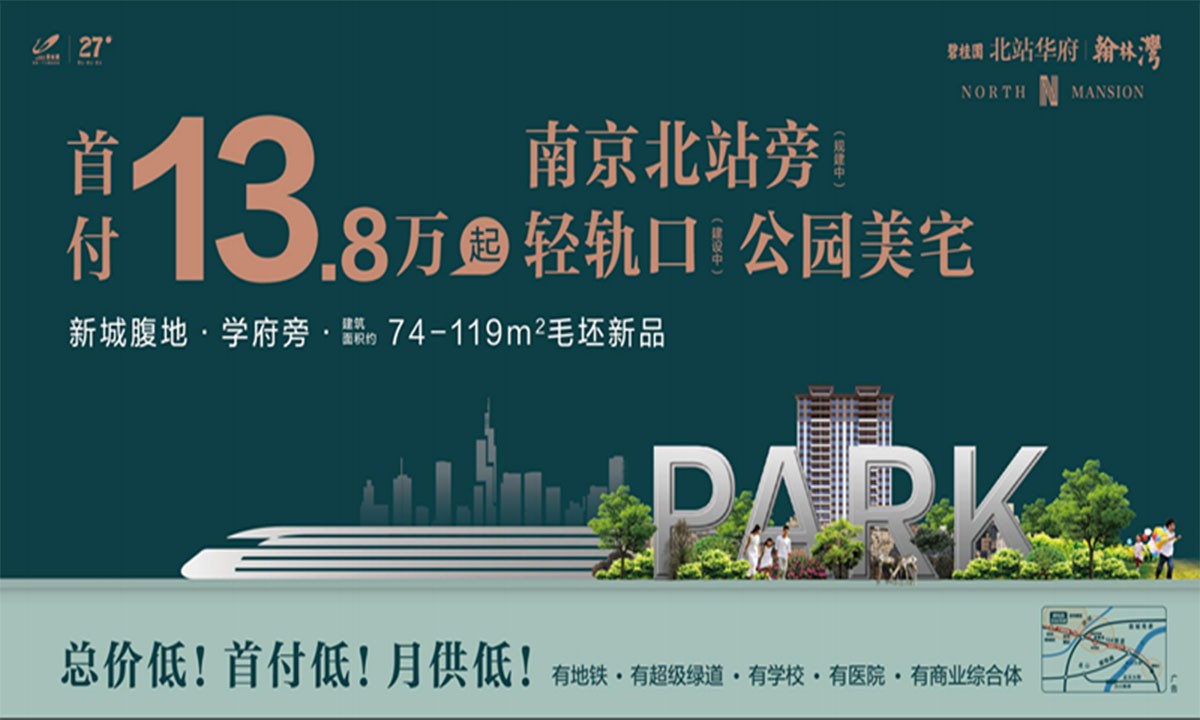 27°
碧桂園 北站华府 翰林灣
NORTH N MANSION
首付13.8万起
南京北站旁(规建中)
轻轨口(建设中)公园美宅
新城腹地·学府旁·建筑面积约 74-119m²毛坯新品
PARK
总价低!首付低!月供低!
有地铁·有超级绿道·有学校·有医院·有商业综合体
广告